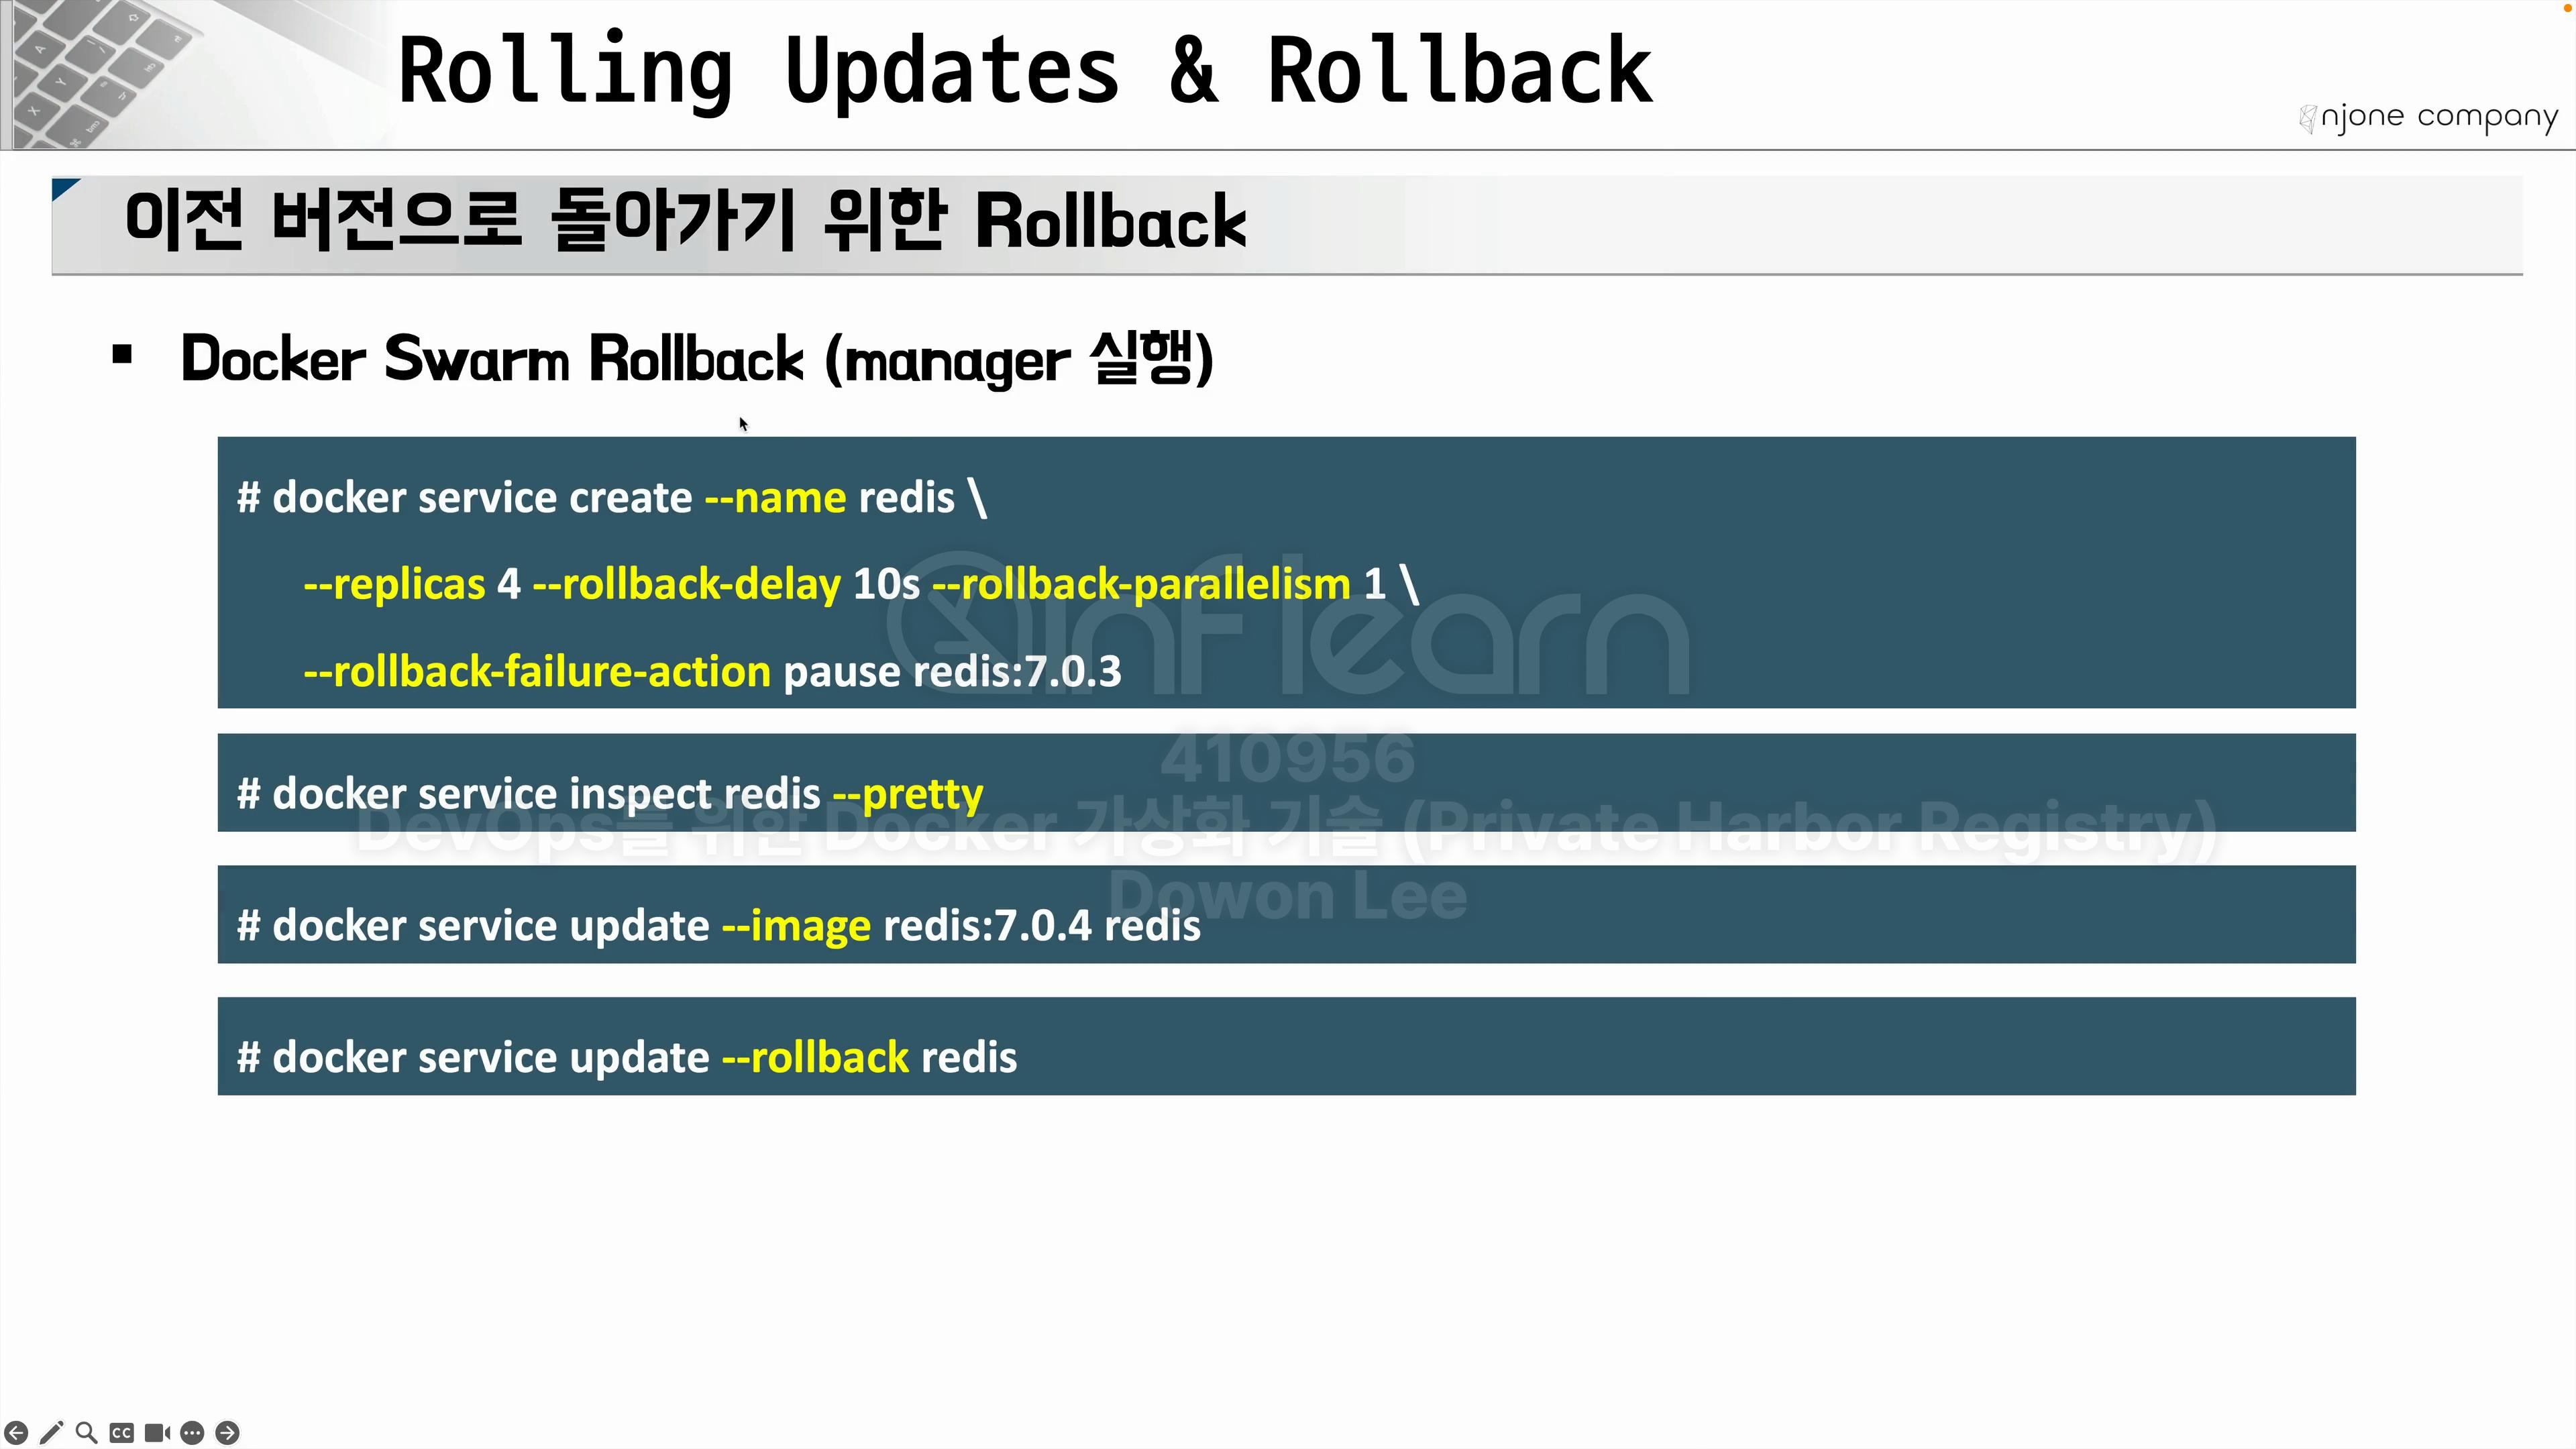 Rolling Updates & Rollback
njone company
이전 버전으로 돌아가기 위한 Rollback
▪ Docker Swarm Rollback (manager 실행)
# docker service create --name redis \
--replicas 4 --rollback-delay 10s --rollback-parallelism 1 \
--rollback-failure-action pause redis:7.0.3
# docker service inspect redis --pretty
# docker service update --image redis:7.0.4 redis
# docker service update --rollback redis
inflearn
410956
DevOps를 위한 Docker 가상화 기술 (Private Harbor Registry)
Dowon Lee
CC